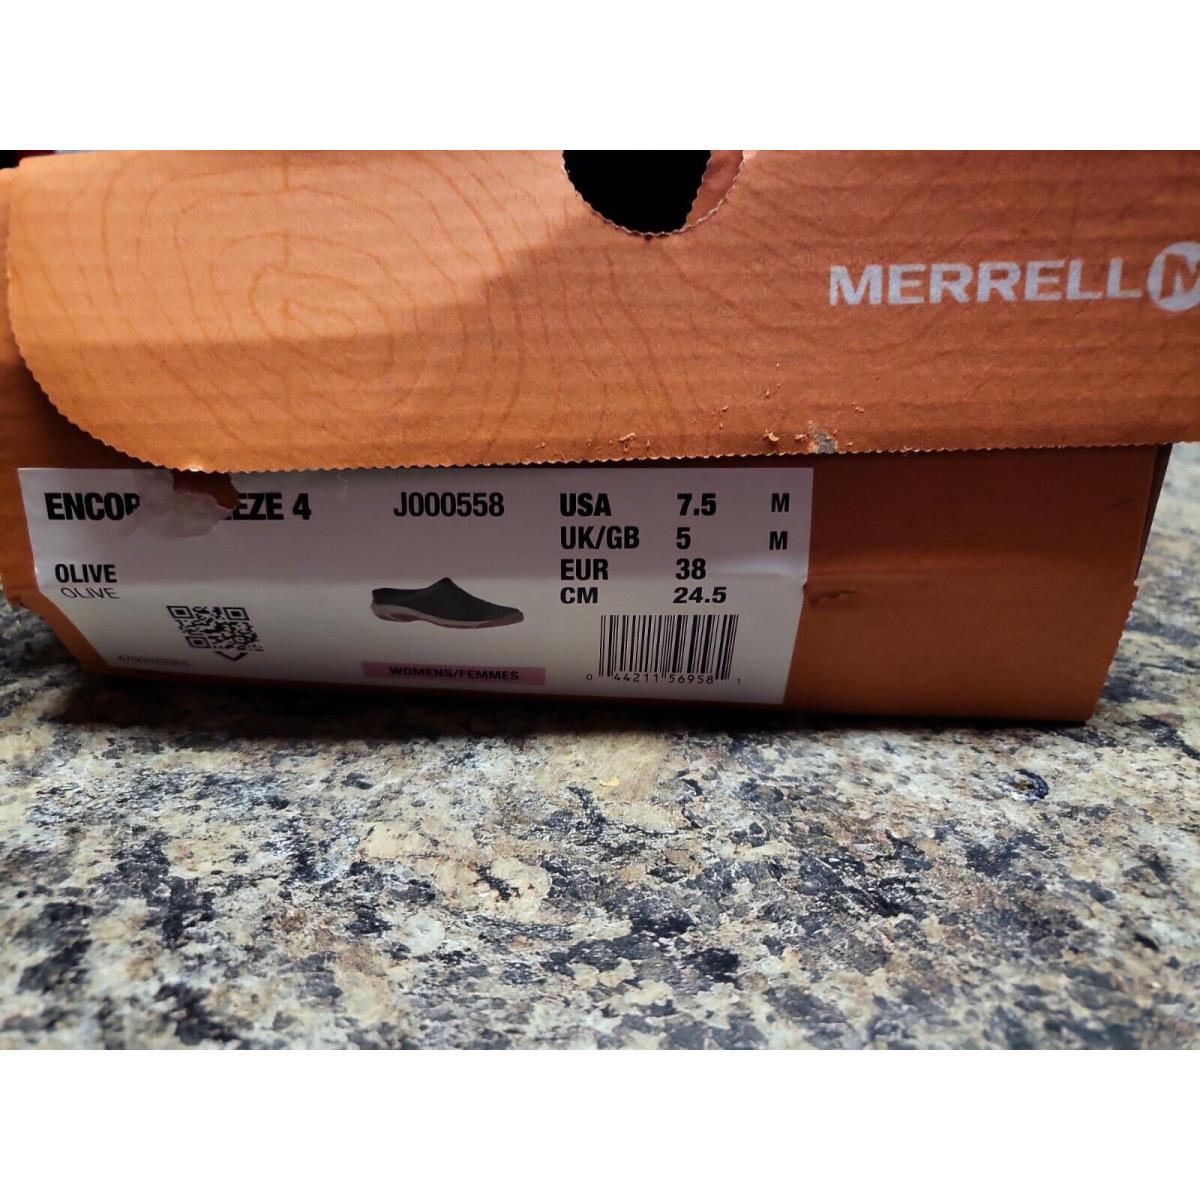 MERRELL
ENCOR EZE 4 J000558 USA 7.5 M
UK/GB 5 M
OLIVE EUR 38
OLIVE CM 24.5
WOMENS/FEMMES
0 44211 56958 1